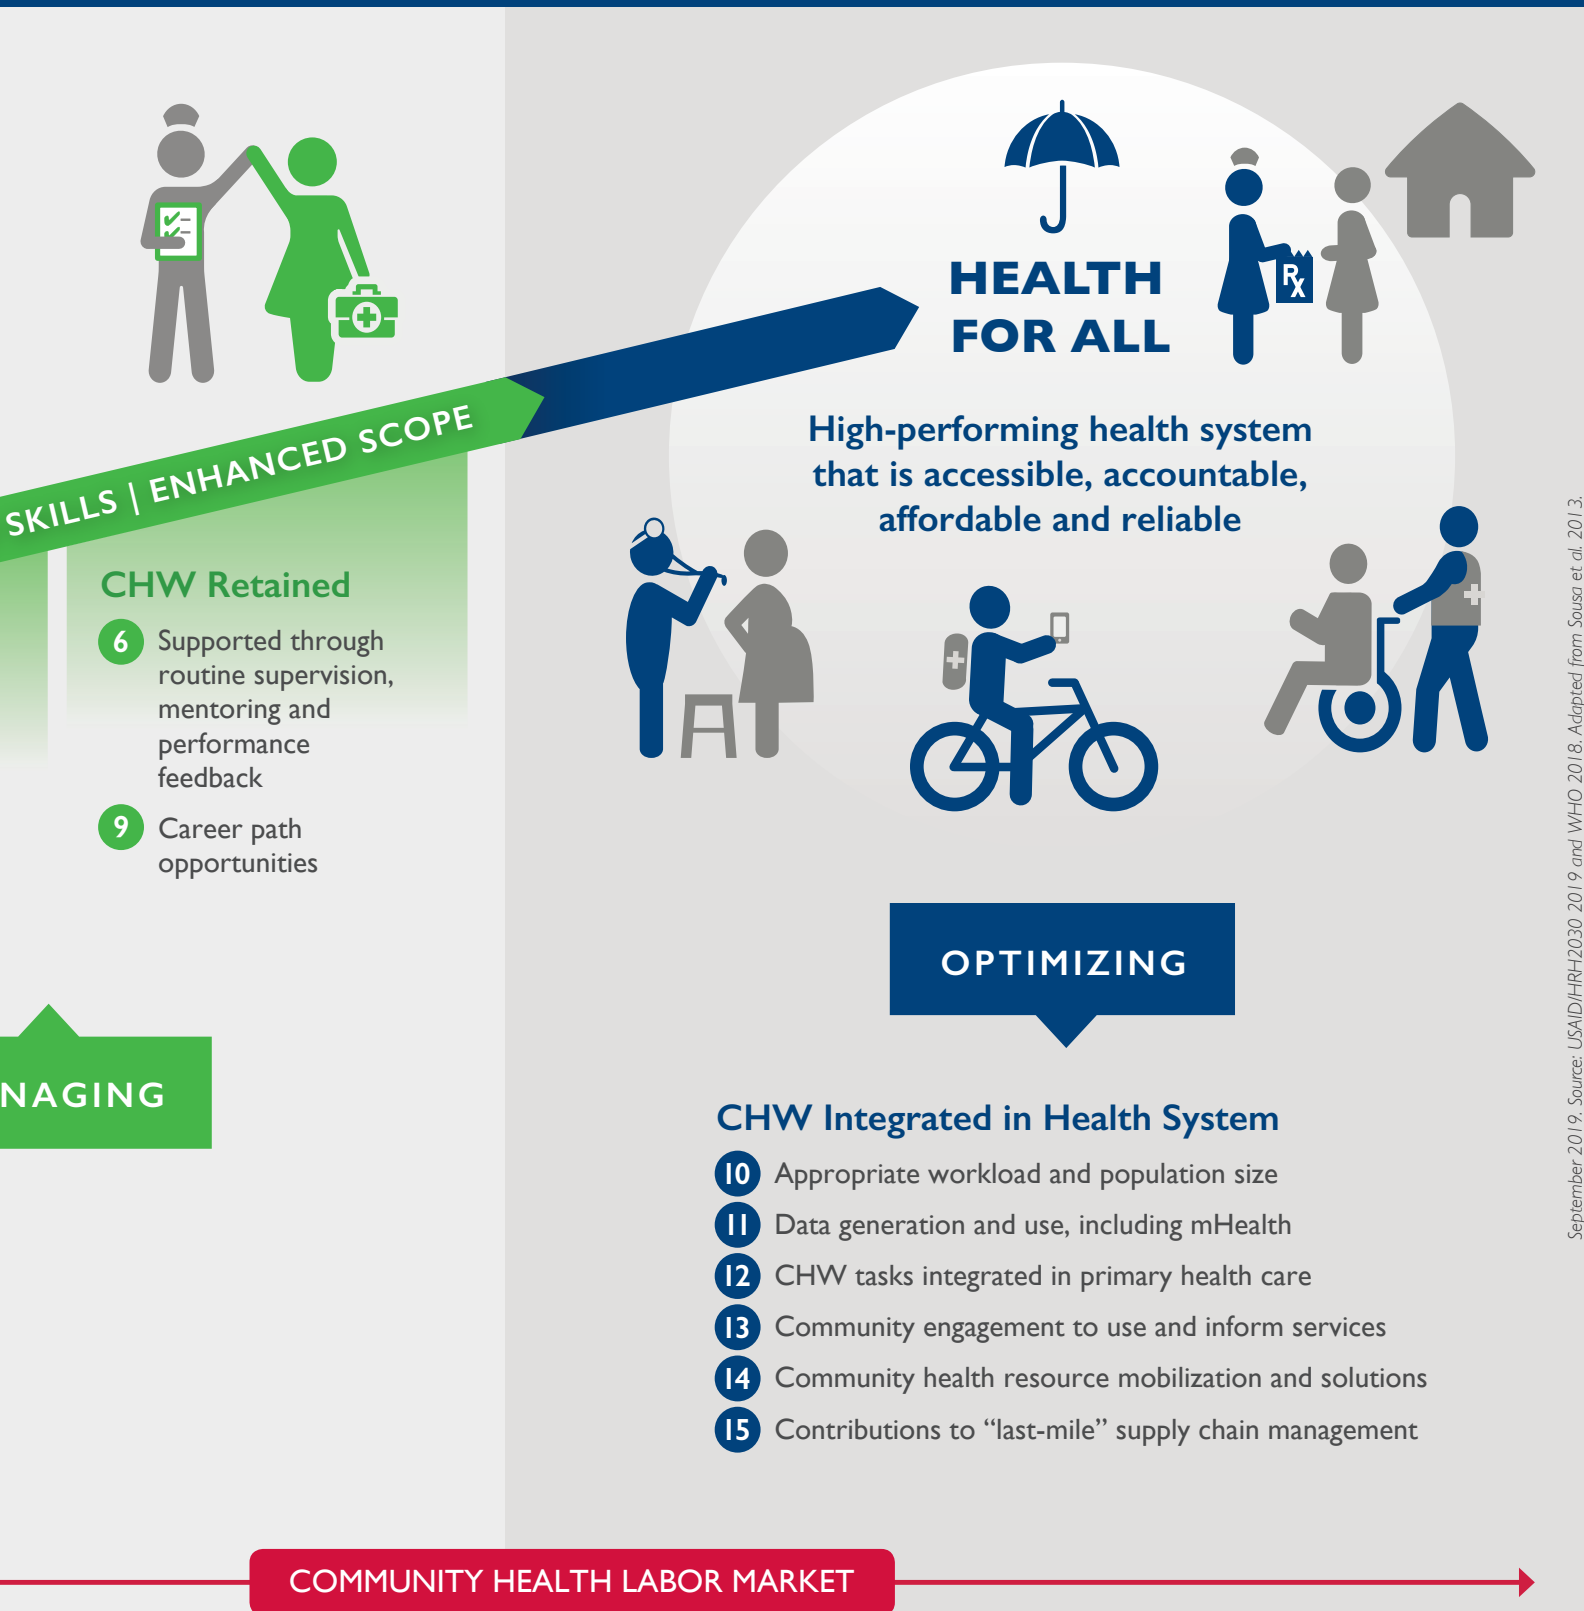 SKILLS | ENHANCED SCOPE
CHW Retained
6 Supported through
routine supervision,
mentoring and
performance
feedback
9 Career path
opportunities
NAGING
HEALTH
FOR ALL
Rx
High-performing health system
that is accessible, accountable,
affordable and reliable
OPTIMIZING
CHW Integrated in Health System
10 Appropriate workload and population size
11 Data generation and use, including mHealth
12 CHW tasks integrated in primary health care
13 Community engagement to use and inform services
14 Community health resource mobilization and solutions
15 Contributions to “last-mile” supply chain management
COMMUNITY HEALTH LABOR MARKET
September 2019. Source: USAID/HRH2030 2019 and WHO 2018. Adapted from Sousa et al. 2013.